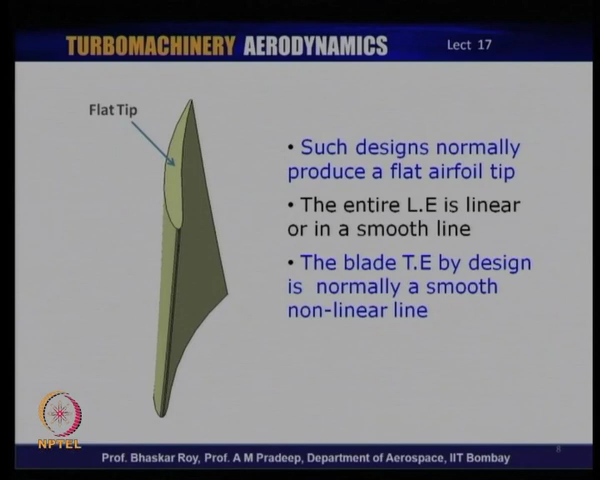 TURBOMACHINERY AERODYNAMICS
Lect 17
Flat Tip
• Such designs normally
produce a flat airfoil tip
• The entire L.E is linear
or in a smooth line
• The blade T.E by design
is normally a smooth
non-linear line
NPTEL
Prof. Bhaskar Roy, Prof. A M Pradeep, Department of Aerospace, IIT Bombay
8